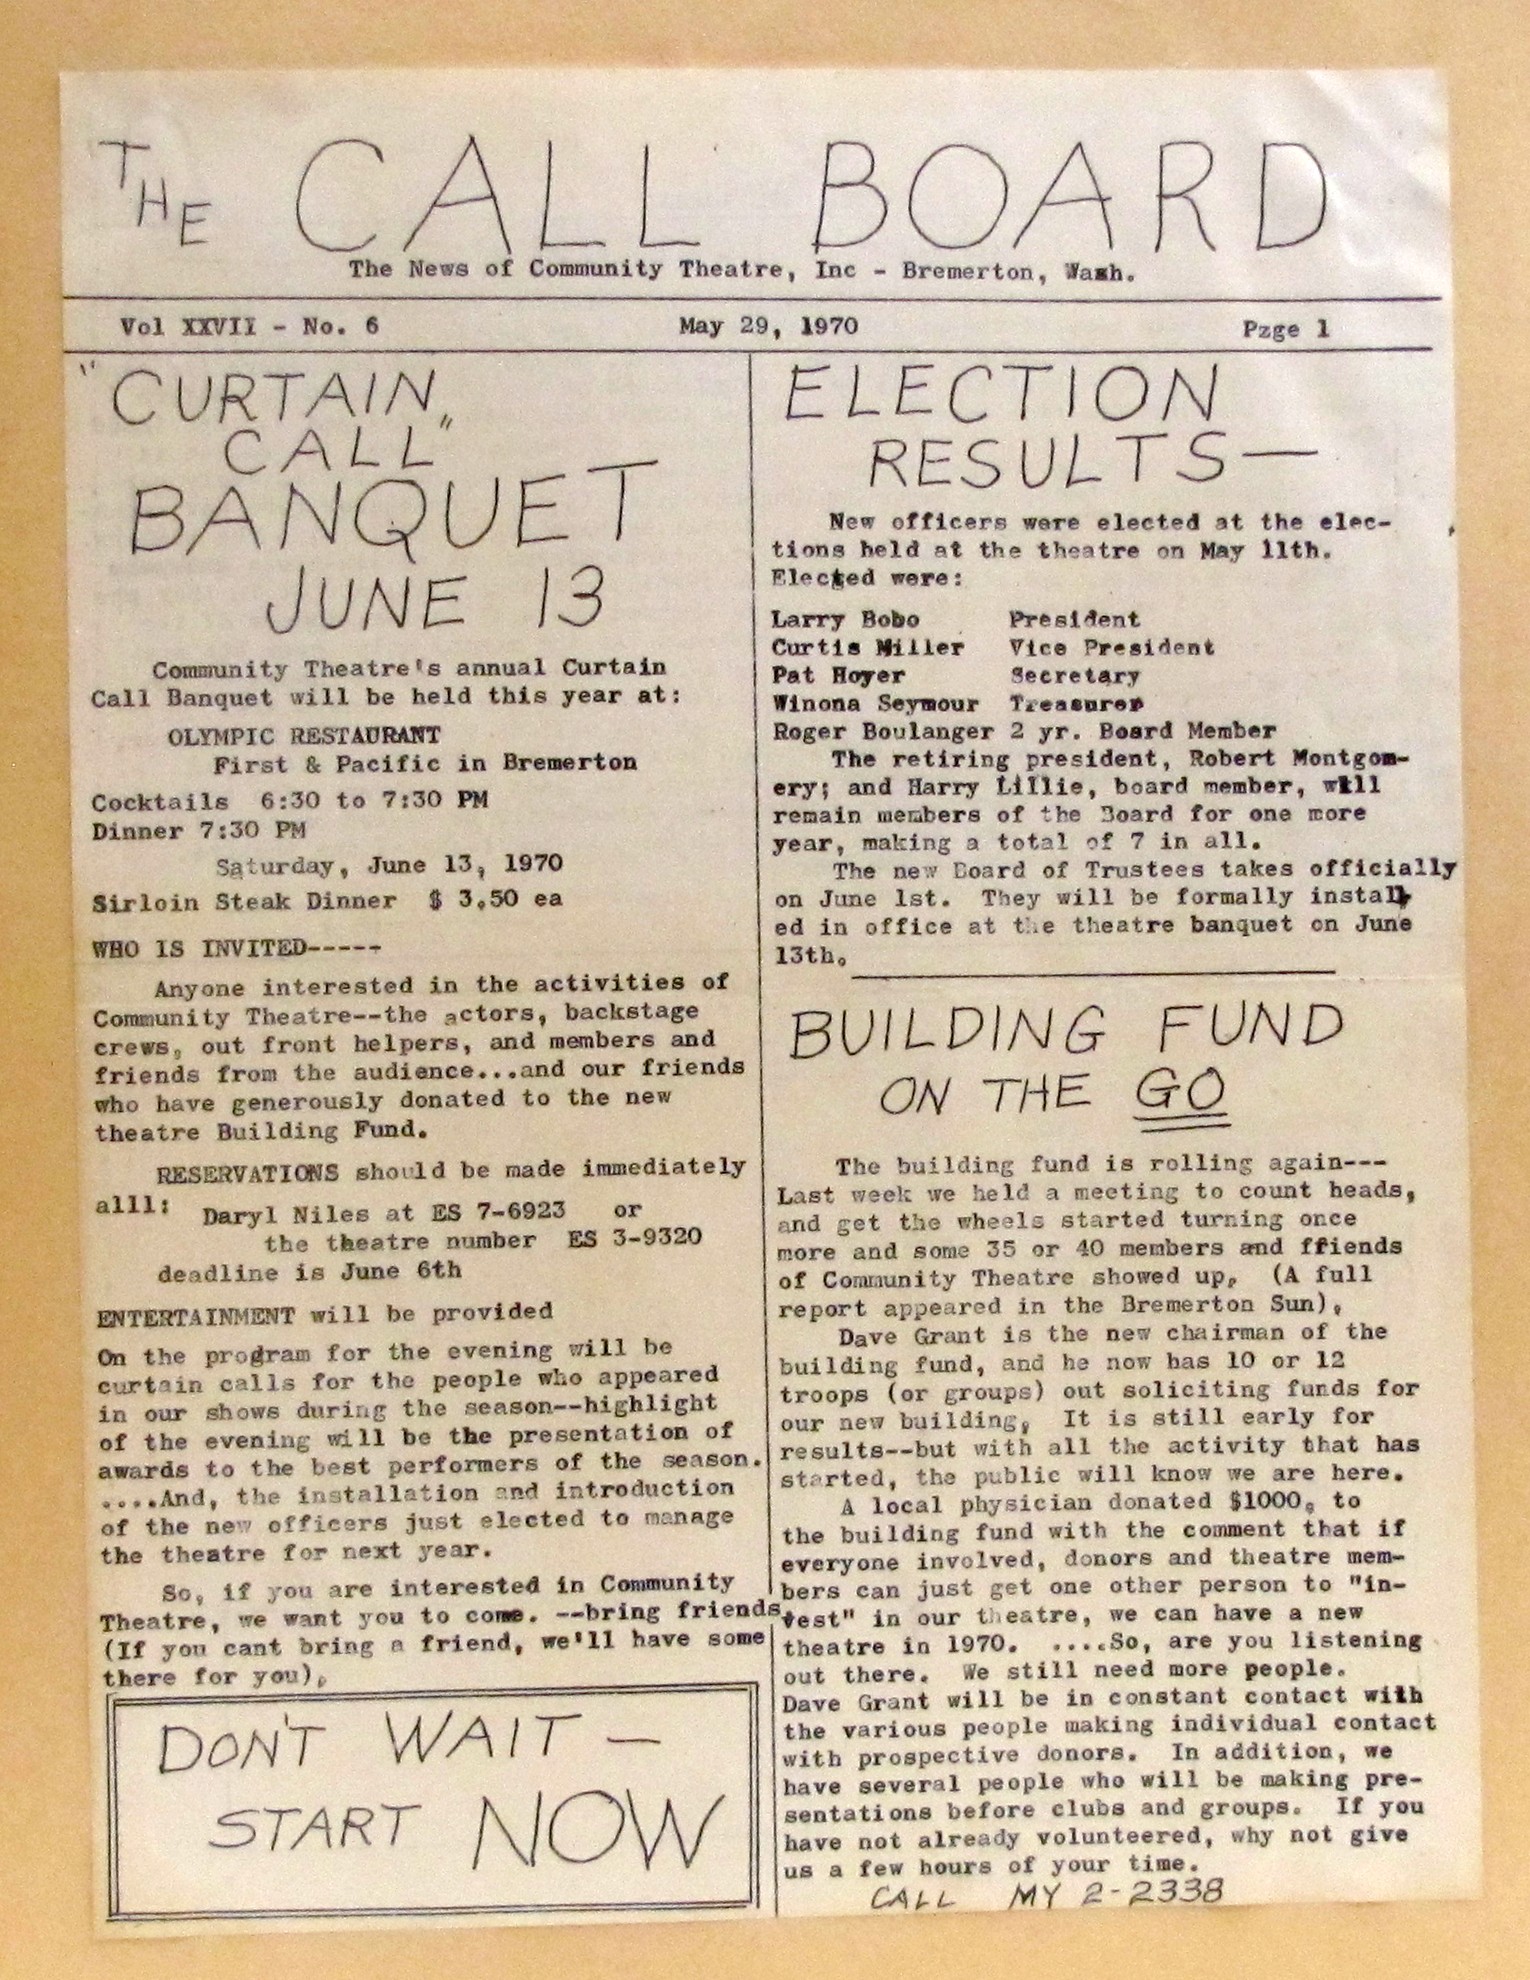 THE CALL BOARD
The News of Community Theatre, Inc - Bremerton, Wash.
Vol XXVII - No. 6 May 29, 1970 Pzge 1
"CURTAIN
CALL"
BANQUET
JUNE 13
Community Theatre's annual Curtain
Call Banquet will be held this year at:
OLYMPIC RESTAURANT
First & Pacific in Bremerton
Cocktails 6:30 to 7:30 PM
Dinner 7:30 PM
Saturday, June 13, 1970
Sirloin Steak Dinner $ 3.50 ea
WHO IS INVITED-----
Anyone interested in the activities of
Community Theatre--the actors, backstage
crews, out front helpers, and members and
friends from the audience...and our friends
who have generously donated to the new
theatre Building Fund.
RESERVATIONS should be made immediately
alll: Daryl Niles at ES 7-6923 or
the theatre number ES 3-9320
deadline is June 6th
ENTERTAINMENT will be provided
On the program for the evening will be
curtain calls for the people who appeared
in our shows during the season--highlight
of the evening will be the presentation of
awards to the best performers of the season.
....And, the installation and introduction
of the new officers just elected to manage
the theatre for next year.
So, if you are interested in Community
Theatre, we want you to come. --bring friends.
(If you cant bring a friend, we'll have some
there for you).
DON'T WAIT —
START NOW
ELECTION
RESULTS—
New officers were elected at the elec-
tions held at the theatre on May 11th.
Elected were:
Larry Bobo President
Curtis Miller Vice President
Pat Hoyer Secretary
Winona Seymour Treasurer
Roger Boulanger 2 yr. Board Member
The retiring president, Robert Montgom-
ery; and Harry Lillie, board member, will
remain members of the Board for one more
year, making a total of 7 in all.
The new Board of Trustees takes officially
on June 1st. They will be formally install
ed in office at the theatre banquet on June
13th.
BUILDING FUND
ON THE GO
The building fund is rolling again---
Last week we held a meeting to count heads,
and get the wheels started turning once
more and some 35 or 40 members and ffiends
of Community Theatre showed up. (A full
report appeared in the Bremerton Sun).
Dave Grant is the new chairman of the
building fund, and he now has 10 or 12
troops (or groups) out soliciting funds for
our new building. It is still early for
results--but with all the activity that has
started, the public will know we are here.
A local physician donated $1000. to
the building fund with the comment that if
everyone involved, donors and theatre mem-
bers can just get one other person to "in-
vest" in our theatre, we can have a new
theatre in 1970. ....So, are you listening
out there. We still need more people.
Dave Grant will be in constant contact with
the various people making individual contact
with prospective donors. In addition, we
have several people who will be making pre-
sentations before clubs and groups. If you
have not already volunteered, why not give
us a few hours of your time.
CALL MY 2-2338